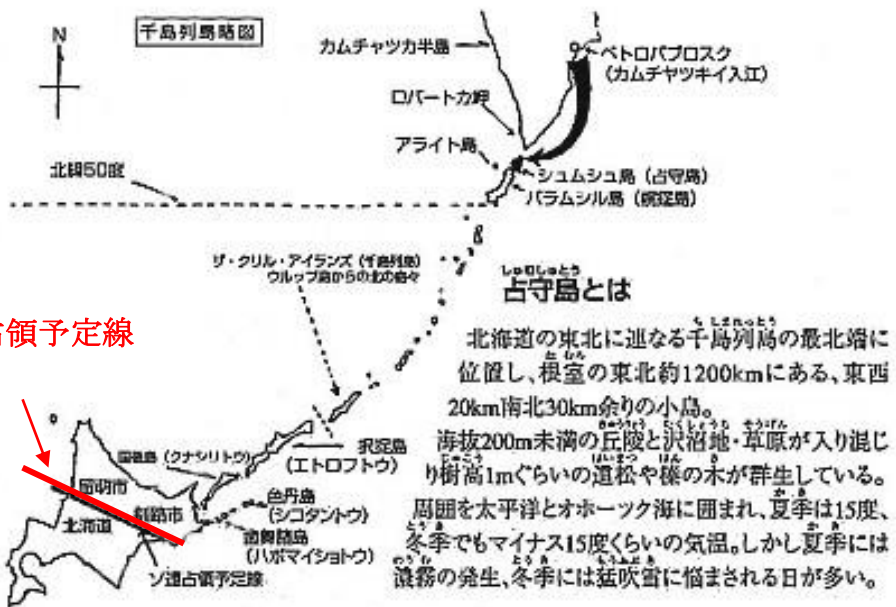 N
千島列島略図
カムチャツカ半島
ペトロパブロスク
(カムチャツキイ入江)
ロバートカ岬
アライト島
北緯50度
シュムシュ島(占守島)
パラムシル島(幌筵島)
ザ・クリル・アイランズ(千島列島)
ウルップ島からの北の島々
占領予定線
国後島(クナシリトウ)
択捉島
(エトロフトウ)
留萌市
北海道
釧路市
色丹島
(シコタントウ)
歯舞諸島
(ハボマイショトウ)
ソ連占領予定線
しゅむしゅとう
占守島とは
ちしまれっとう
北海道の東北に連なる千島列島の最北端に
位置し、根室の東北約1200kmにある、東西
20km南北30km余りの小島。
海抜200m未満の丘陵と沢沼地・草原が入り混じ
り樹高1mぐらいの這松や榛の木が群生している。
周囲を太平洋とオホーツク海に囲まれ、夏季は15度、
冬季でもマイナス15度くらいの気温。しかし夏季には
濃霧の発生、冬季には猛吹雪に悩まされる日が多い。